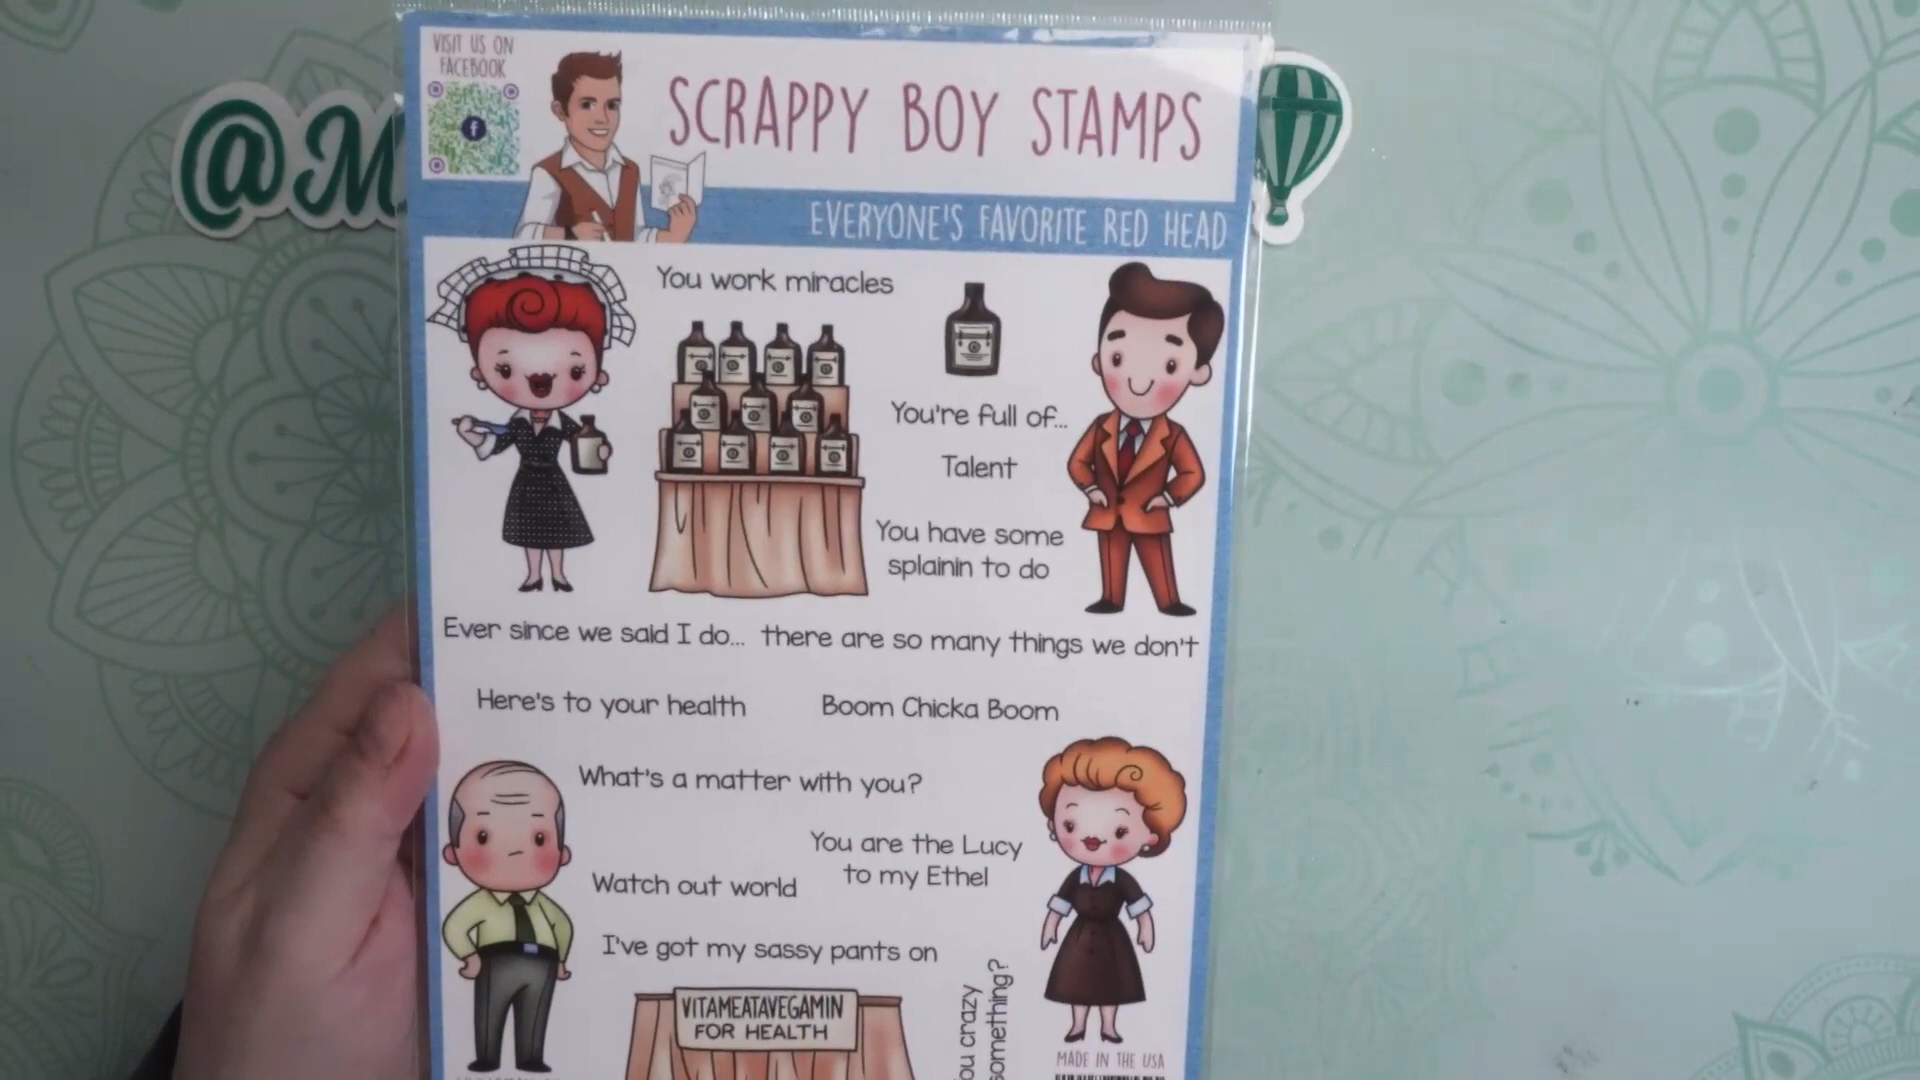 VISIT US ON
FACEBOOK
@M
SCRAPPY BOY STAMPS
EVERYONE'S FAVORITE RED HEAD
You work miracles
You're full of...
Talent
You have some
splainin to do
Ever since we said I do... there are so many things we don't
Here's to your health
Boom Chicka Boom
What's a matter with you?
You are the Lucy
to my Ethel
Watch out world
I've got my sassy pants on
VITAMEATAVEGAMIN
FOR HEALTH
ou crazy
something?
MADE IN THE USA